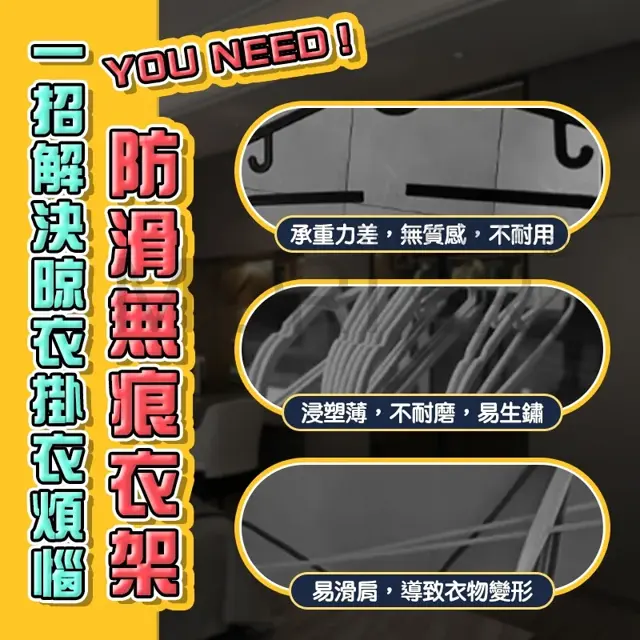 一招解決晾衣掛衣煩惱
YOU NEED!
防滑無痕衣架
承重力差，無質感，不耐用
浸塑薄，不耐磨，易生鏽
易滑肩，導致衣物變形